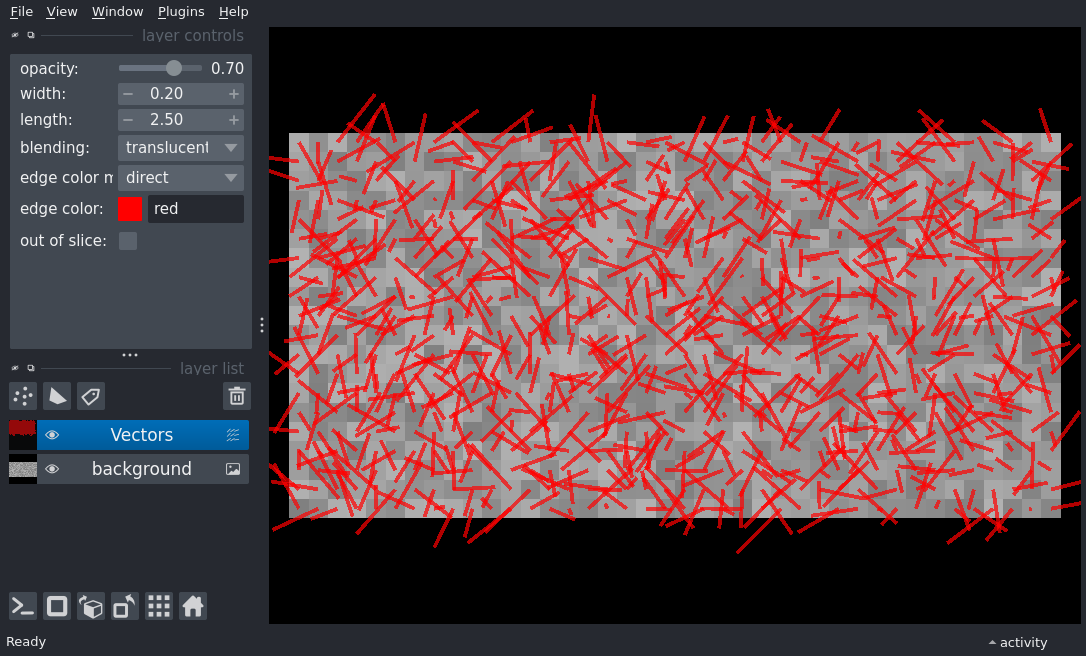 File View Window Plugins Help
layer controls
opacity: 0.70
width: 0.20
length: 2.50
blending: translucent
edge color m direct
edge color: red
out of slice:
layer list
Vectors
background
Ready
activity